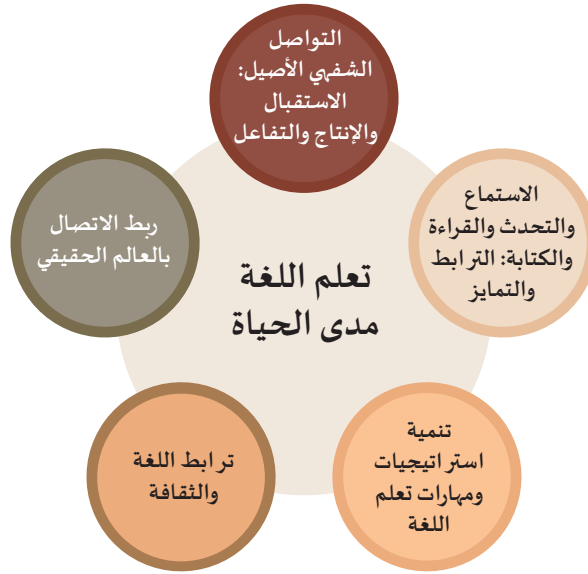 التواصل
الشفهي الأصيل:
الاستقبال
والإنتاج والتفاعل
الاستماع
والتحدث والقراءة
والكتابة: الترابط
والتمايز
ربط الاتصال
بالعالم الحقيقي
تعلم اللغة
مدى الحياة
تنمية
استراتيجيات
ومهارات تعلم
اللغة
ترابط اللغة
والثقافة